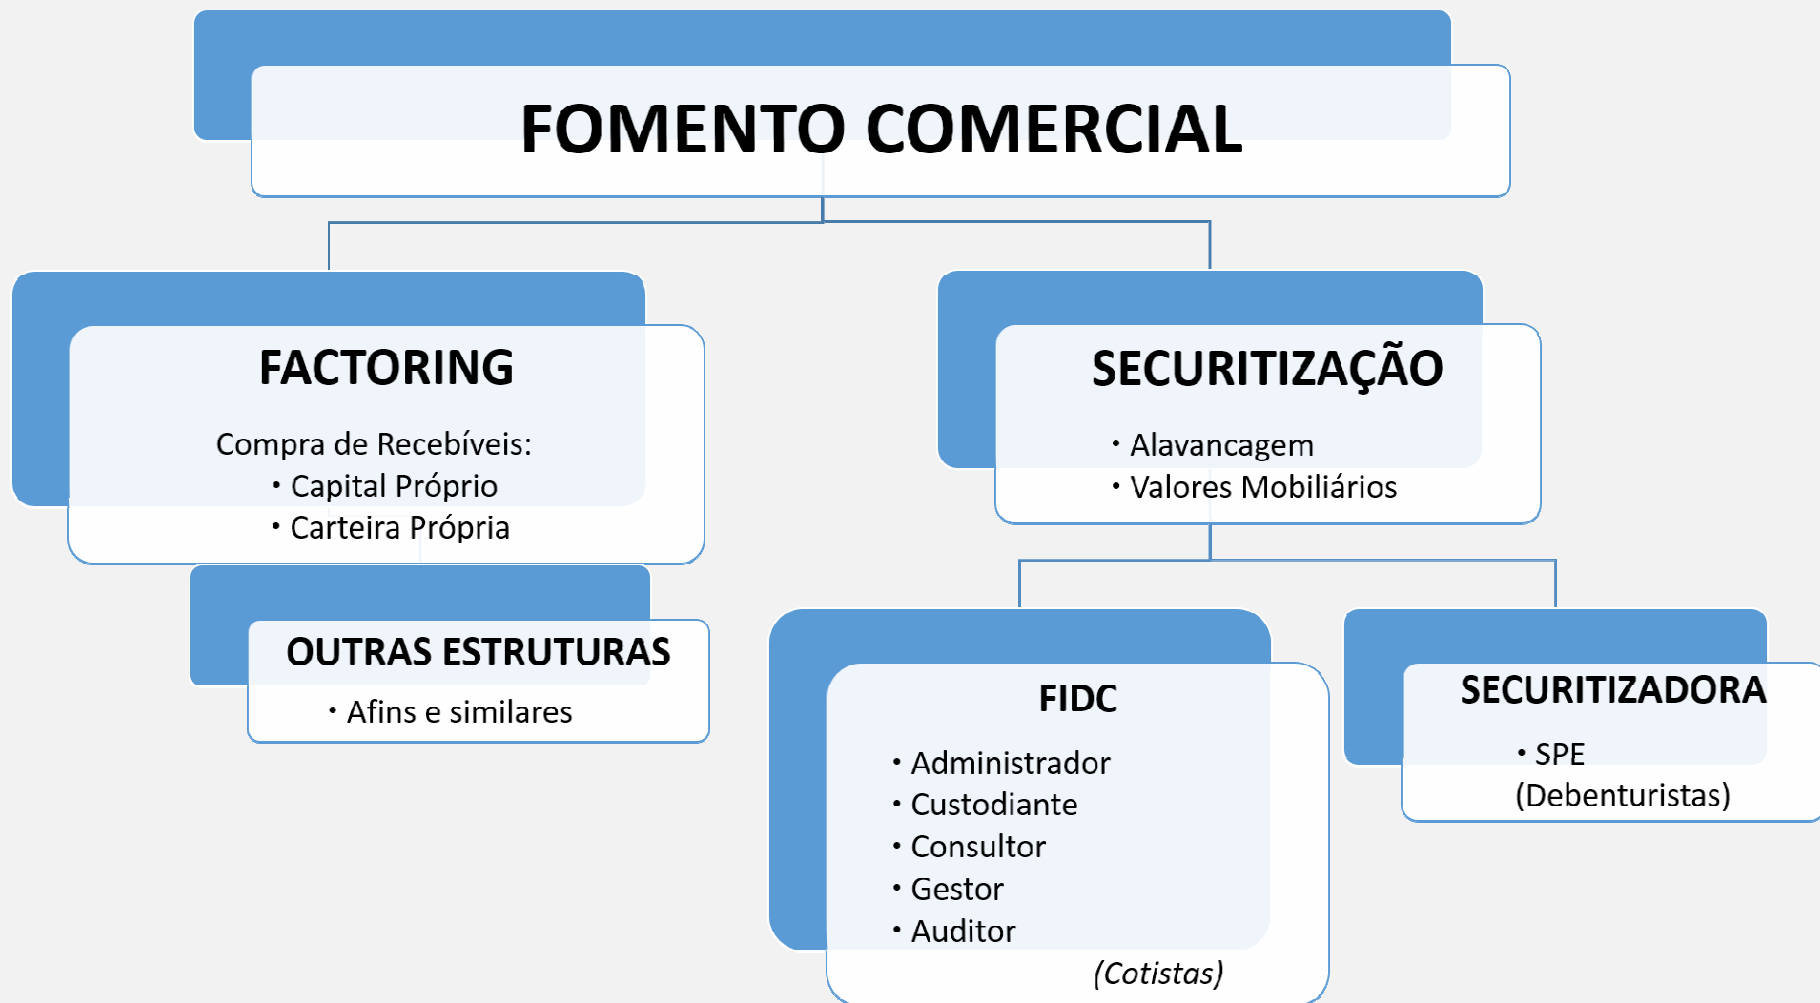 FOMENTO COMERCIAL
FACTORING
Compra de Recebíveis:
• Capital Próprio
• Carteira Própria
OUTRAS ESTRUTURAS
• Afins e similares
SECURITIZAÇÃO
• Alavancagem
• Valores Mobiliários
FIDC
• Administrador
• Custodiante
• Consultor
• Gestor
• Auditor
(Cotistas)
SECURITIZADORA
• SPE
(Debenturistas)